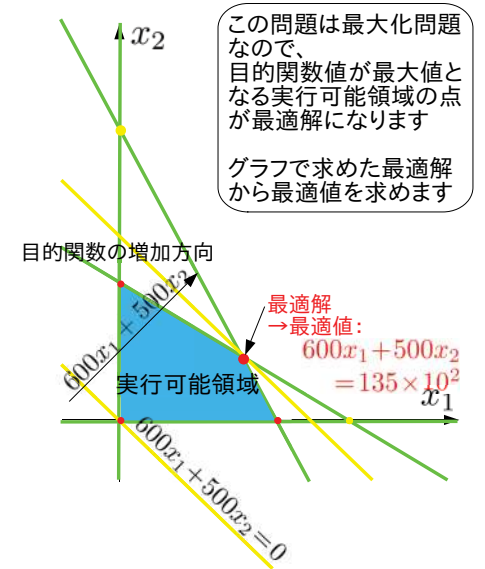 この問題は最大化問題
なので、
目的関数値が最大値と
なる実行可能領域の点
が最適解になります
グラフで求めた最適解
から最適値を求めます
x₂
目的関数の増加方向
600x₁+500x₂
最適解
→最適値:
600x₁+500x₂
=135×10²
x₁
実行可能領域
600x₁+500x₂=0